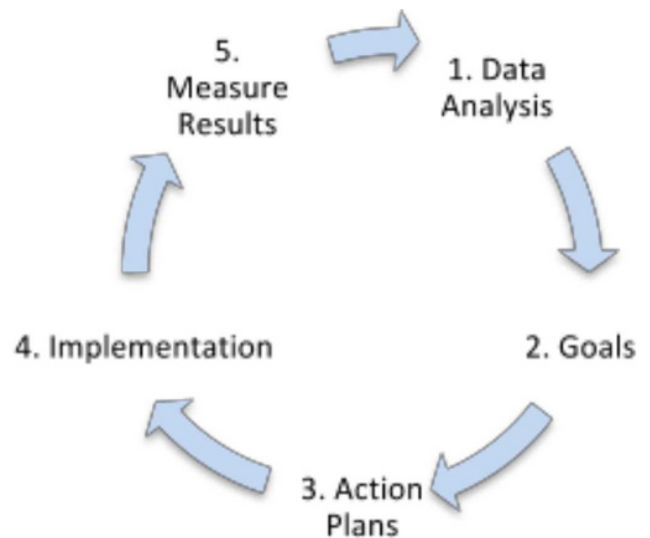 1. Data
Analysis
2. Goals
3. Action
Plans
4. Implementation
5.
Measure
Results